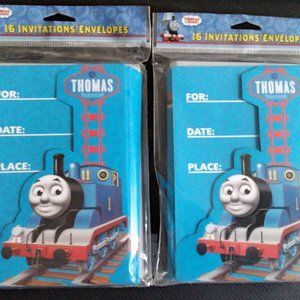 16 INVITATIONS ENVELOPES
THOMAS
FOR:
DATE:
PLACE:
16 INVITATIONS ENVELOPES
THOMAS
FOR:
DATE:
PLACE: